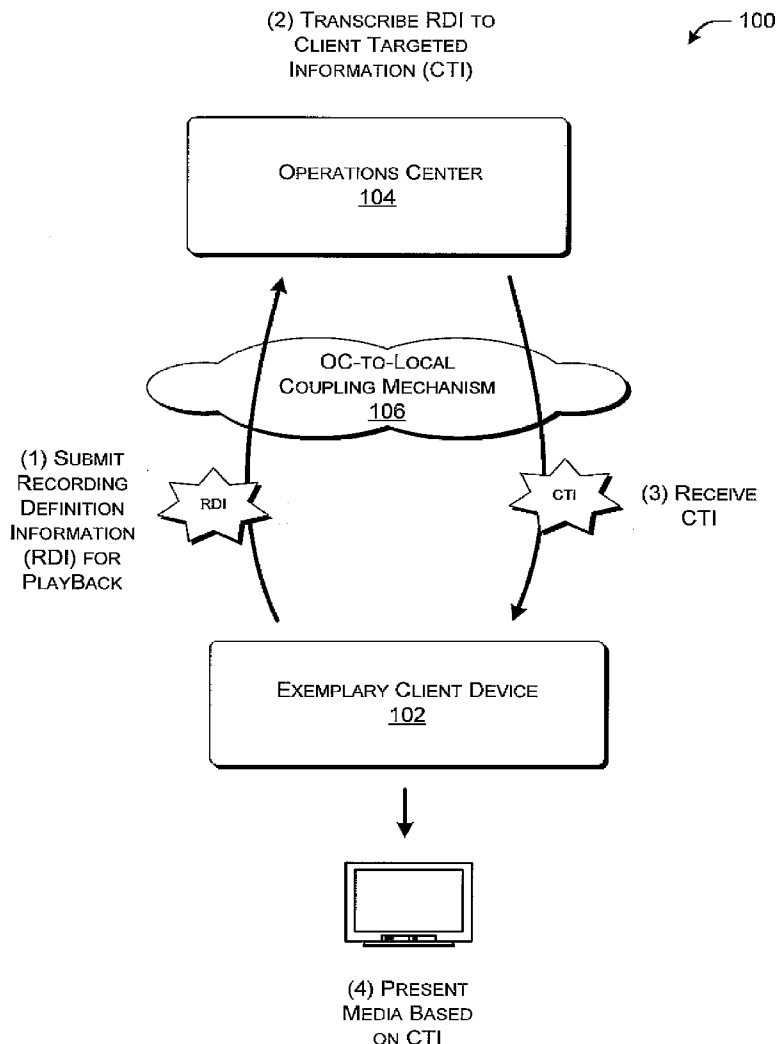 (2) TRANSCRIBE RDI TO
CLIENT TARGETED
INFORMATION (CTI)
100
OPERATIONS CENTER
104
OC-TO-LOCAL
COUPLING MECHANISM
106
(1) SUBMIT
RECORDING
DEFINITION
INFORMATION
(RDI) FOR
PLAYBACK
RDI
CTI
(3) RECEIVE
CTI
EXEMPLARY CLIENT DEVICE
102
(4) PRESENT
MEDIA BASED
ON CTI